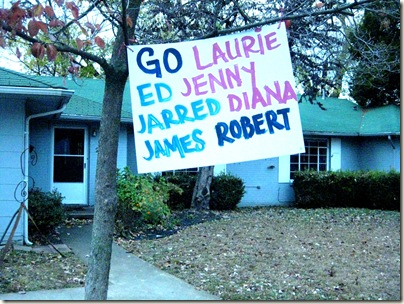 GO LAURIE
ED JENNY
JARRED DIANA
JAMES ROBERT